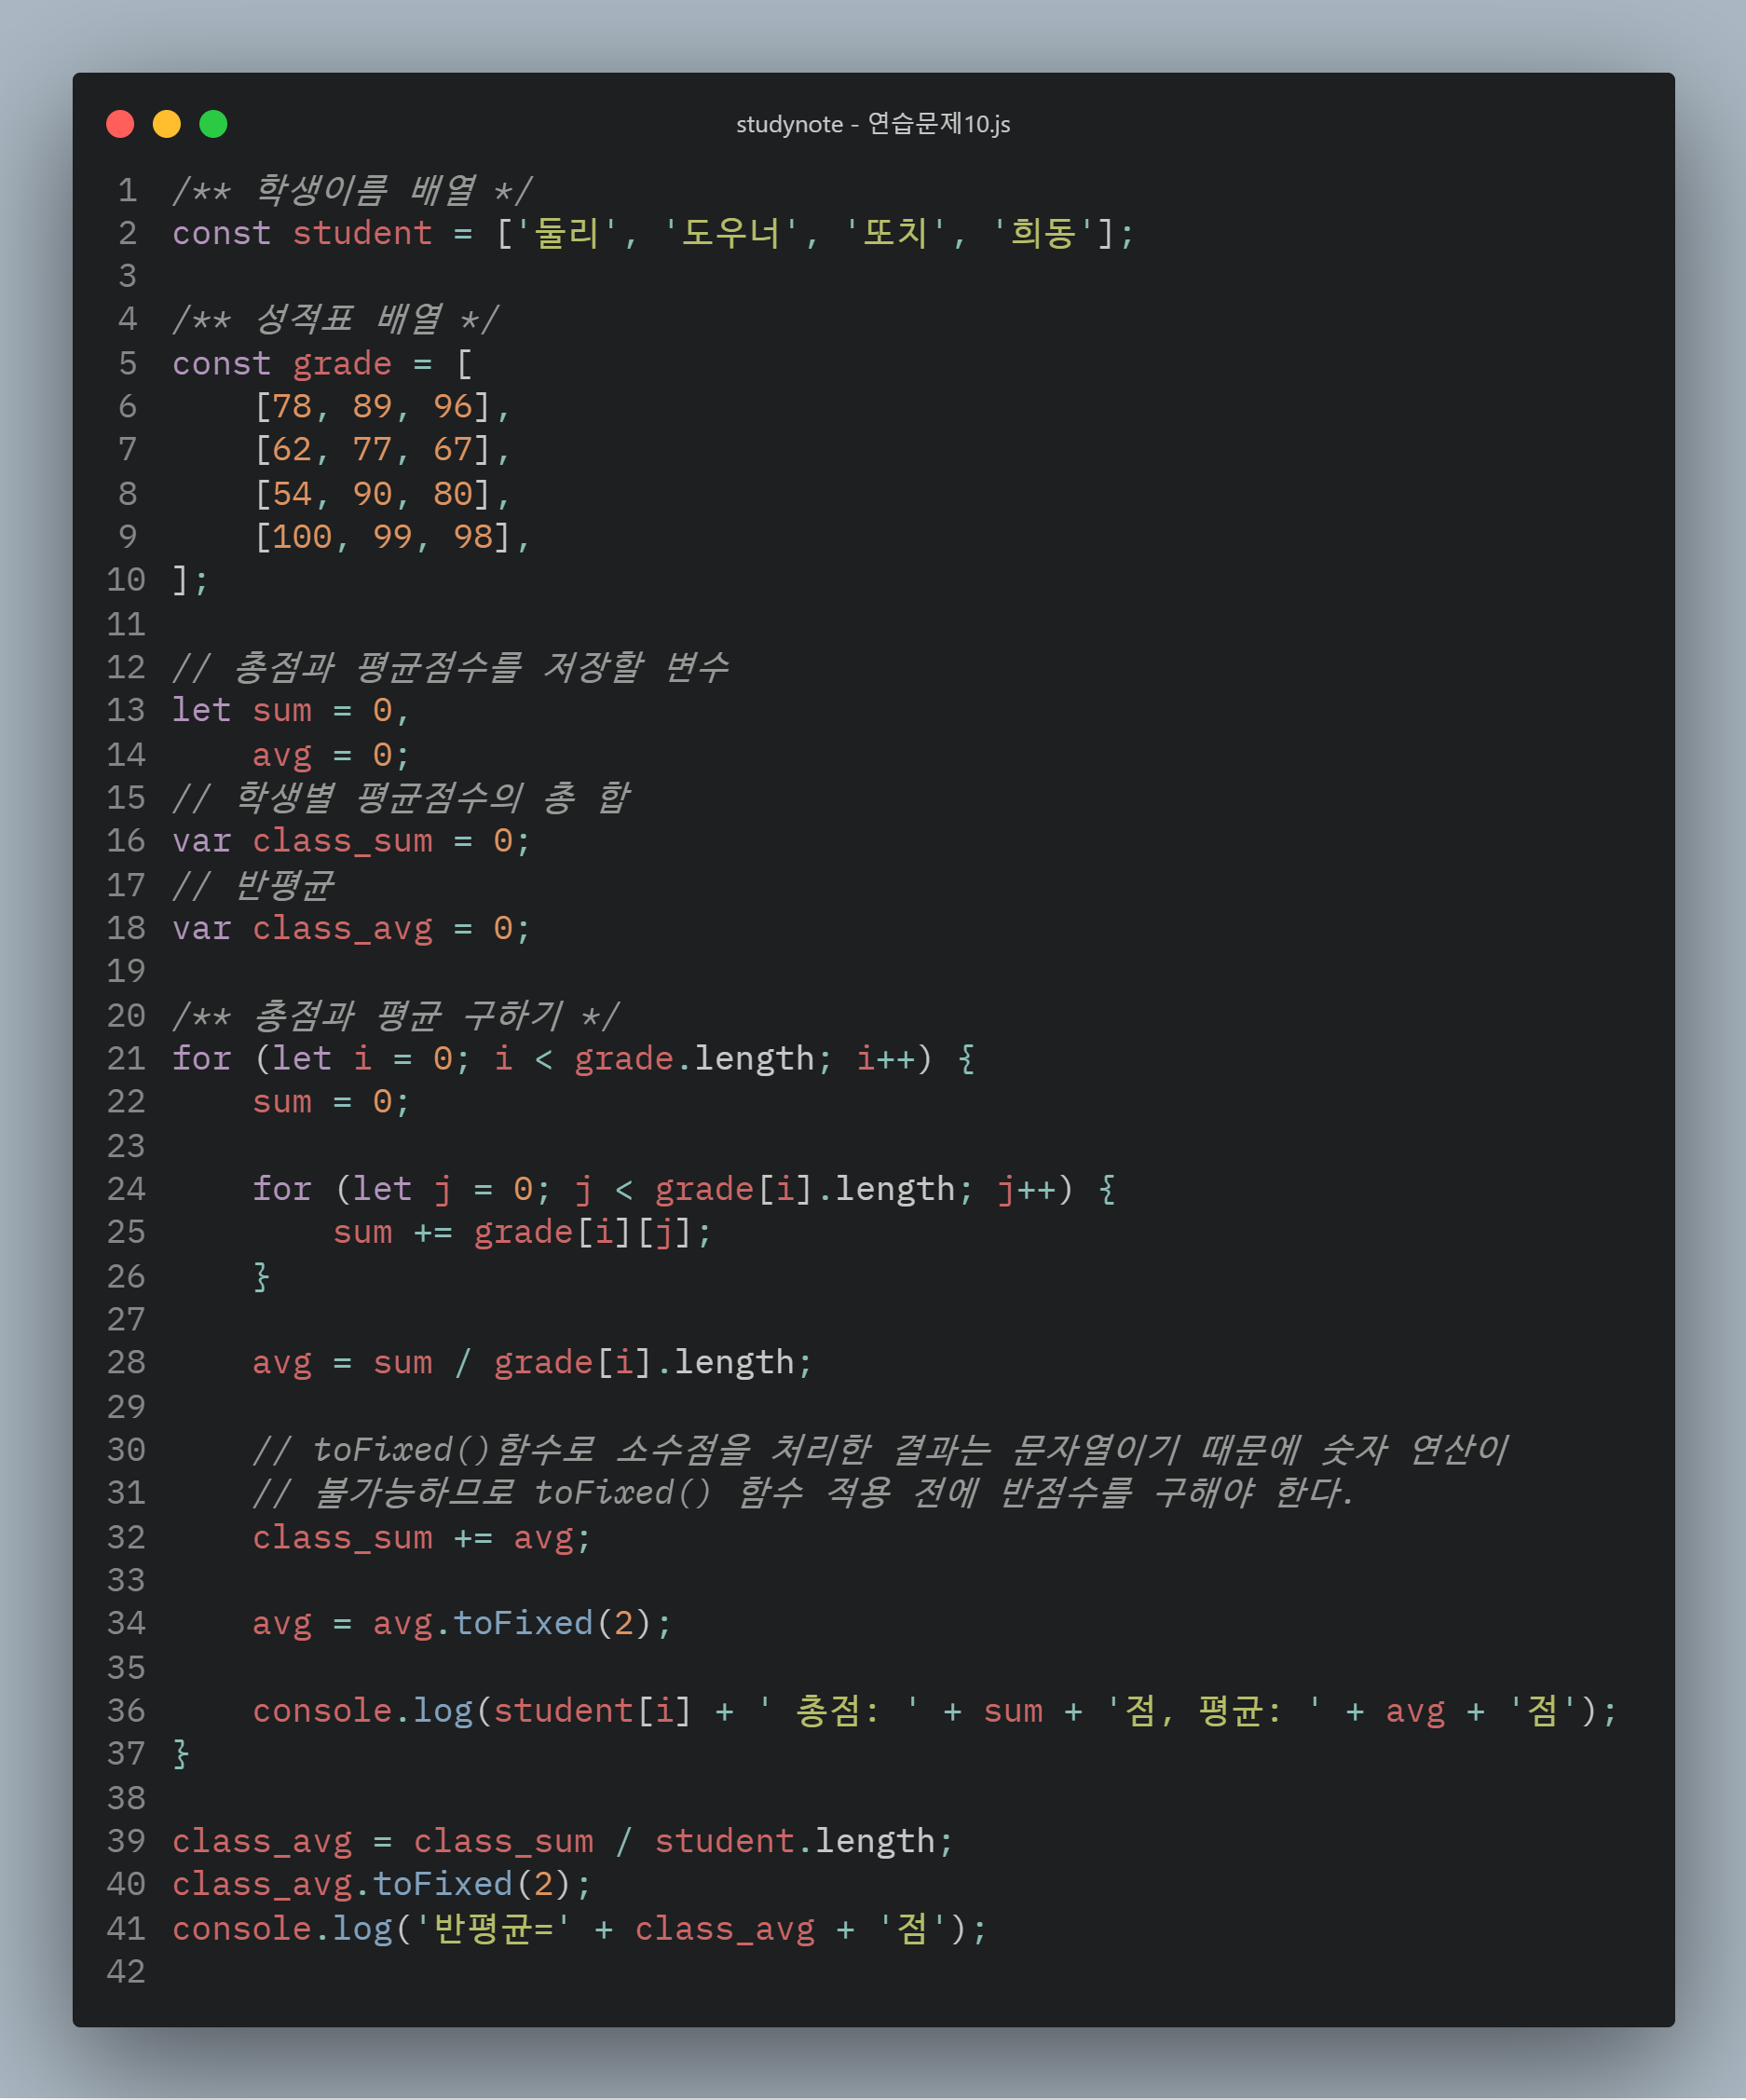 studynote - 연습문제10.js
1 /** 학생이름 배열 */
2 const student = ['둘리', '도우너', '또치', '희동'];
3
4 /** 성적표 배열 */
5 const grade = [
6     [78, 89, 96],
7     [62, 77, 67],
8     [54, 90, 80],
9     [100, 99, 98],
10 ];
11
12 // 총점과 평균점수를 저장할 변수
13 let sum = 0,
14     avg = 0;
15 // 학생별 평균점수의 총 합
16 var class_sum = 0;
17 // 반평균
18 var class_avg = 0;
19
20 /** 총점과 평균 구하기 */
21 for (let i = 0; i < grade.length; i++) {
22     sum = 0;
23
24     for (let j = 0; j < grade[i].length; j++) {
25         sum += grade[i][j];
26     }
27
28     avg = sum / grade[i].length;
29
30     // toFixed()함수로 소수점을 처리한 결과는 문자열이기 때문에 숫자 연산이
31     // 불가능하므로 toFixed() 함수 적용 전에 반점수를 구해야 한다.
32     class_sum += avg;
33
34     avg = avg.toFixed(2);
35
36     console.log(student[i] + ' 총점: ' + sum + '점, 평균: ' + avg + '점');
37 }
38
39 class_avg = class_sum / student.length;
40 class_avg.toFixed(2);
41 console.log('반평균=' + class_avg + '점');
42